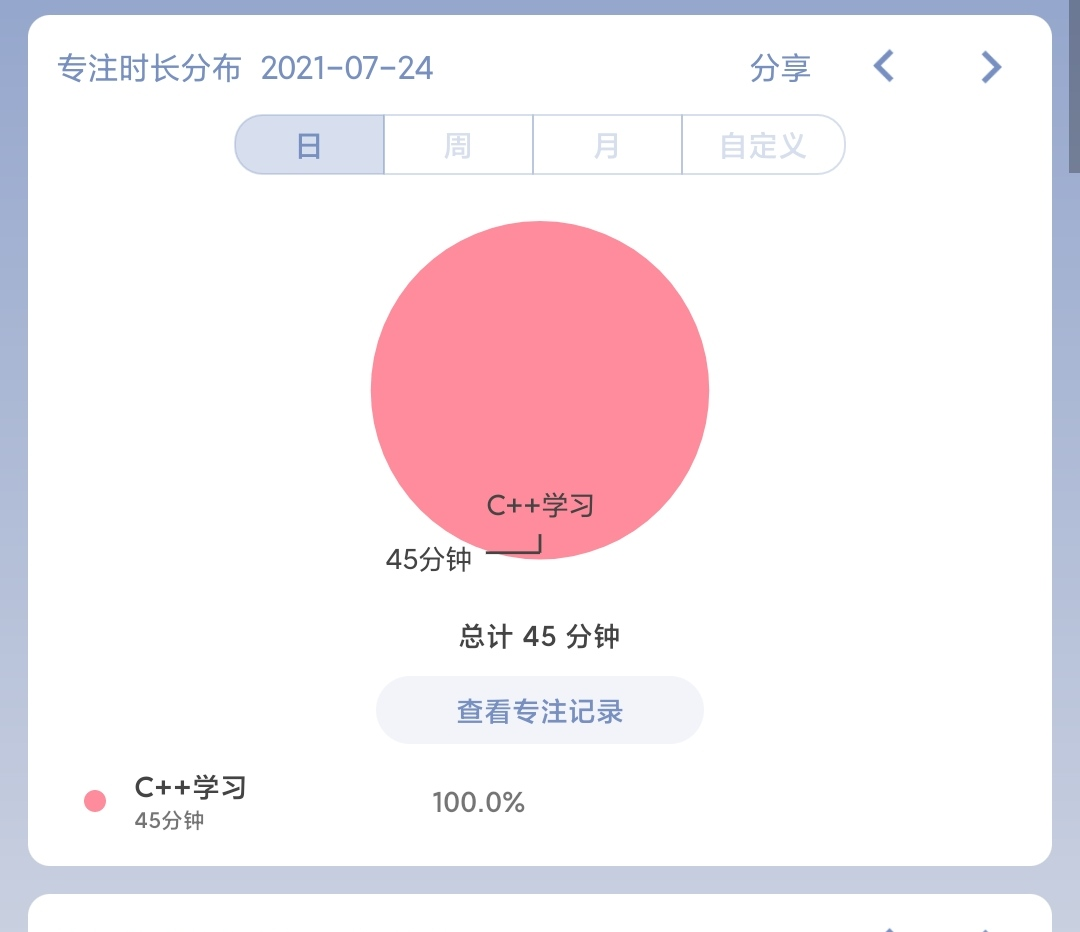 专注时长分布 2021-07-24 分享
日 周 月 自定义
C++学习
45分钟
总计 45 分钟
查看专注记录
C++学习
100.0%
45分钟